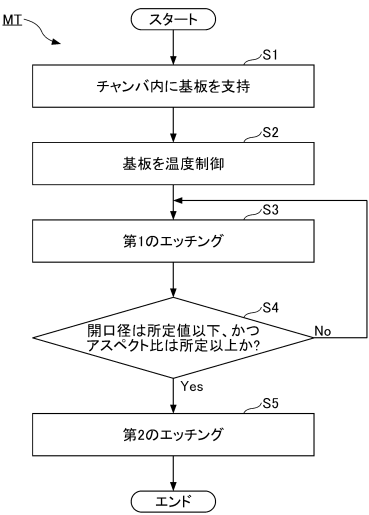 MT
スタート
S1
チャンバ内に基板を支持
S2
基板を温度制御
S3
第1のエッチング
S4
開口径は所定値以下、かつ
アスペクト比は所定以上か?
No
Yes
S5
第2のエッチング
エンド